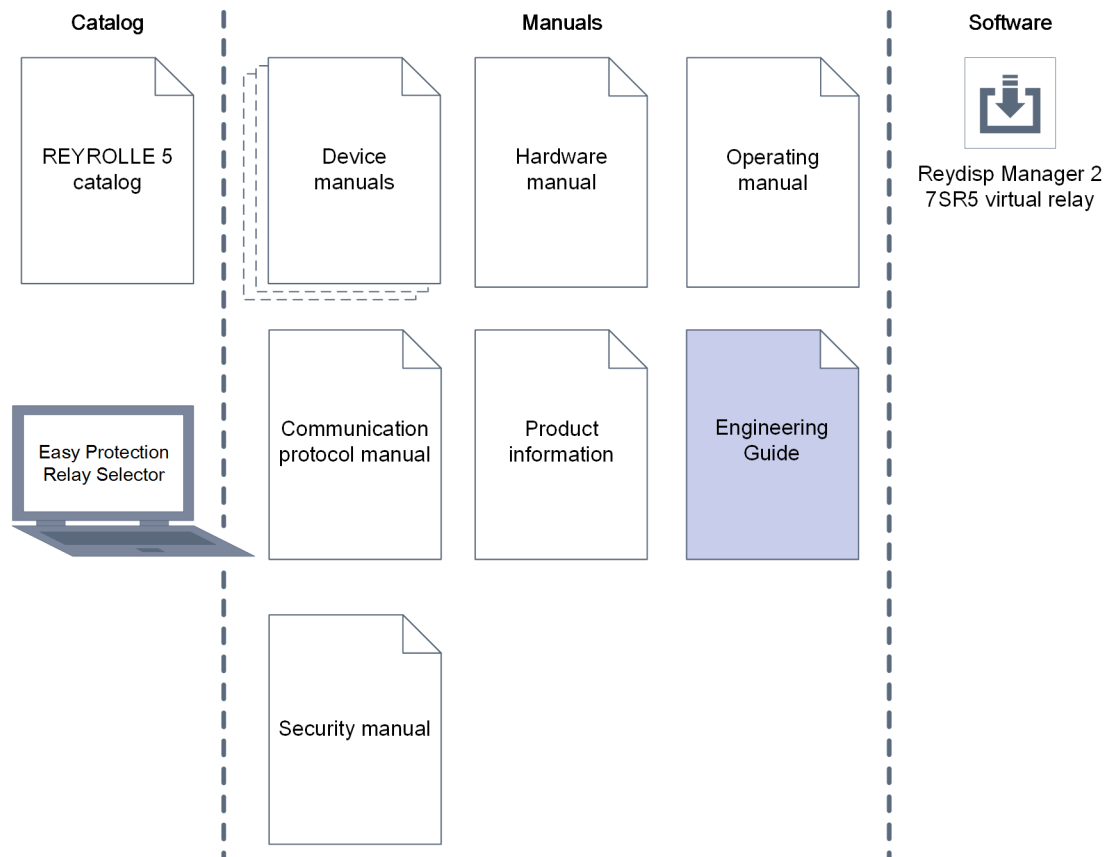 Catalog
Manuals
Software
REYROLLE 5
catalog
Device
manuals
Hardware
manual
Operating
manual
Reydisp Manager 2
7SR5 virtual relay
Easy Protection
Relay Selector
Communication
protocol manual
Product
information
Engineering
Guide
Security manual